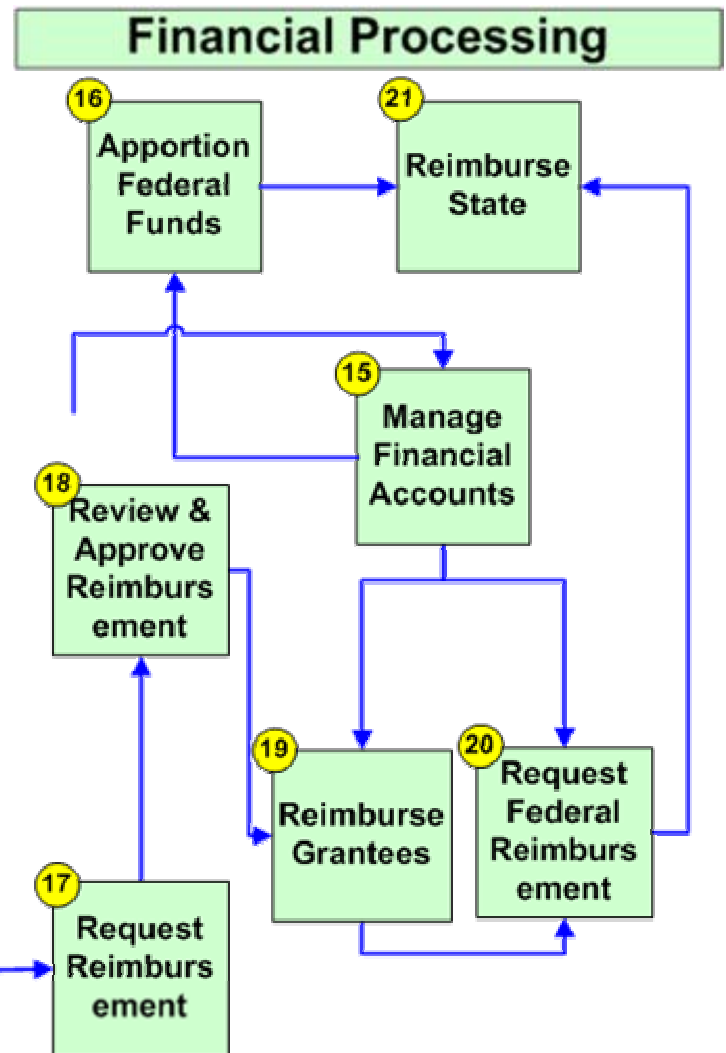 Financial Processing
16
Apportion
Federal
Funds
21
Reimburse
State
15
Manage
Financial
Accounts
18
Review &
Approve
Reimburs
ement
19
Reimburse
Grantees
20
Request
Federal
Reimburs
ement
17
Request
Reimburs
ement